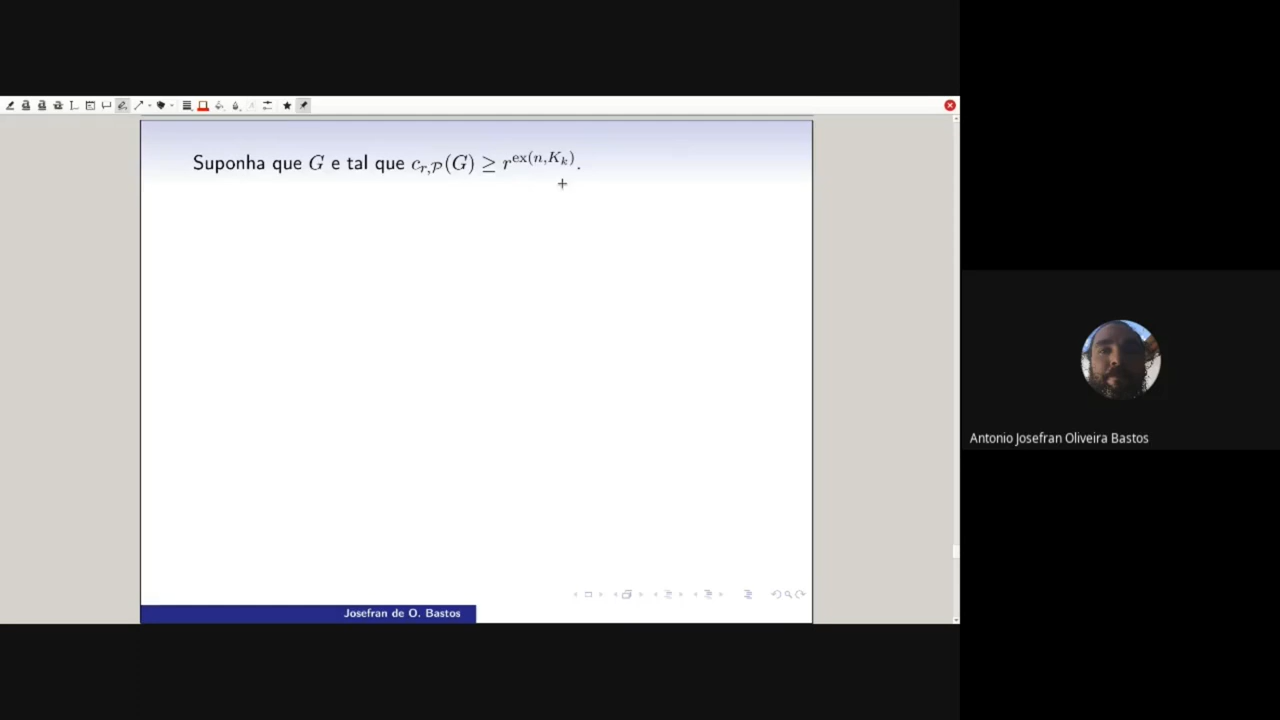 Suponha que G e tal que c_{r,𝒫}(G) ≥ r^{ex(n,K_k)}.
Antonio Josefran Oliveira Bastos
Josefran de O. Bastos